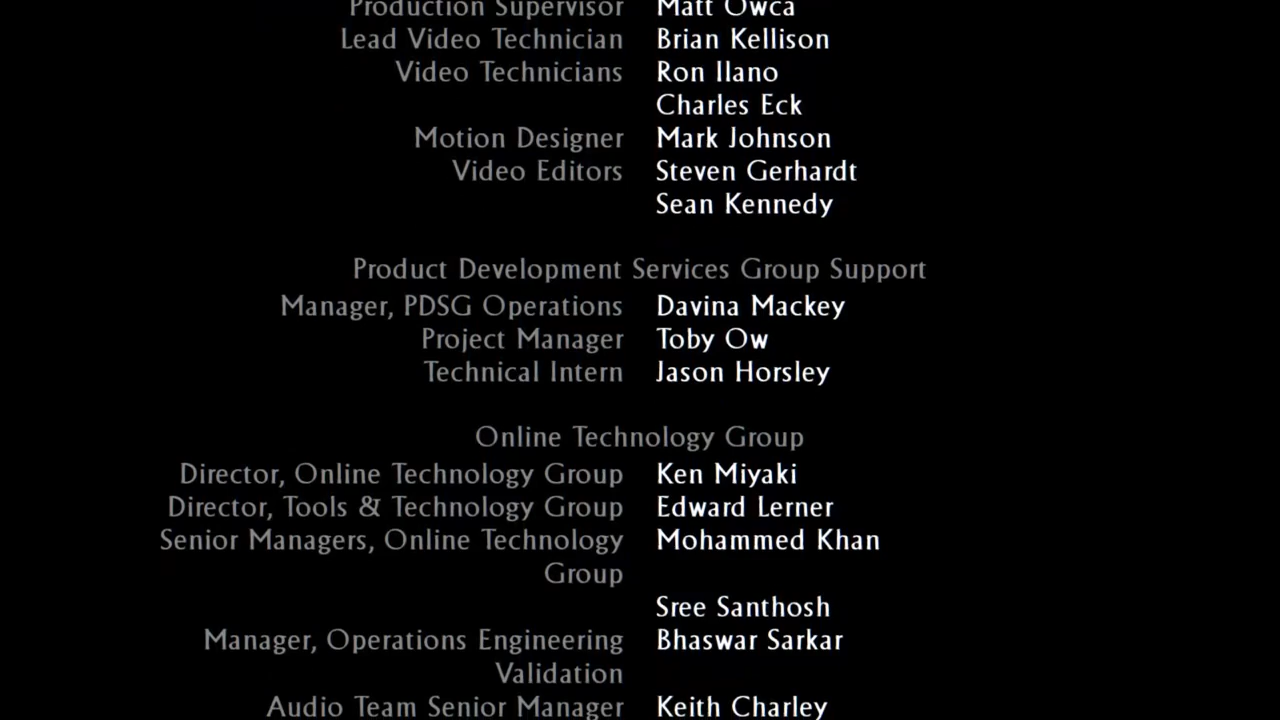 Production Supervisor Matt Owca
Lead Video Technician Brian Kellison
Video Technicians Ron Ilano
Charles Eck
Motion Designer Mark Johnson
Video Editors Steven Gerhardt
Sean Kennedy
Product Development Services Group Support
Manager, PDSG Operations Davina Mackey
Project Manager Toby Ow
Technical Intern Jason Horsley
Online Technology Group
Director, Online Technology Group Ken Miyaki
Director, Tools & Technology Group Edward Lerner
Senior Managers, Online Technology Mohammed Khan
Group
Sree Santhosh
Manager, Operations Engineering Bhaswar Sarkar
Validation
Audio Team Senior Manager Keith Charley